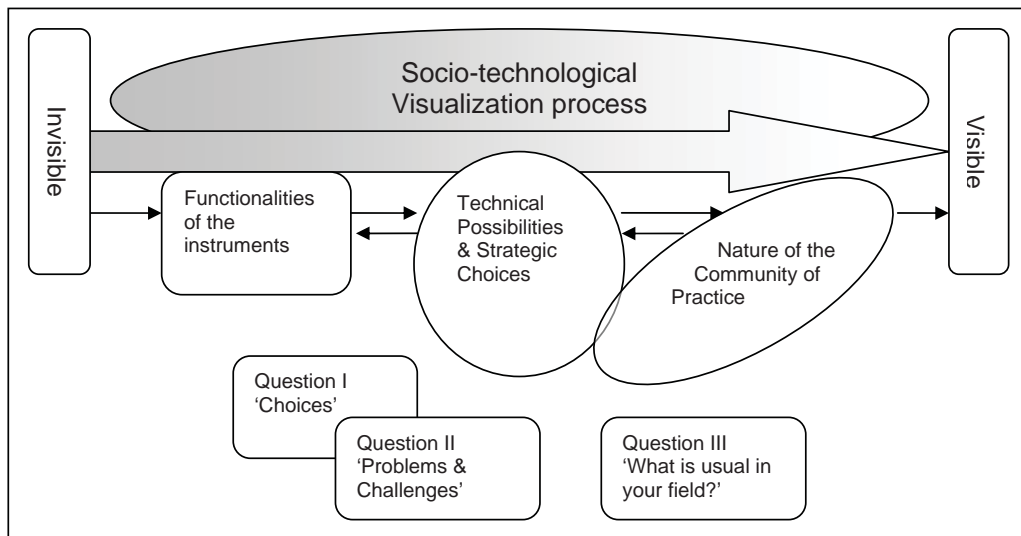 Socio-technological
Visualization process
Invisible
Visible
Functionalities
of the
instruments
Technical
Possibilities
& Strategic
Choices
Nature of the
Community of
Practice
Question I
‘Choices’
Question II
‘Problems &
Challenges’
Question III
‘What is usual in
your field?’